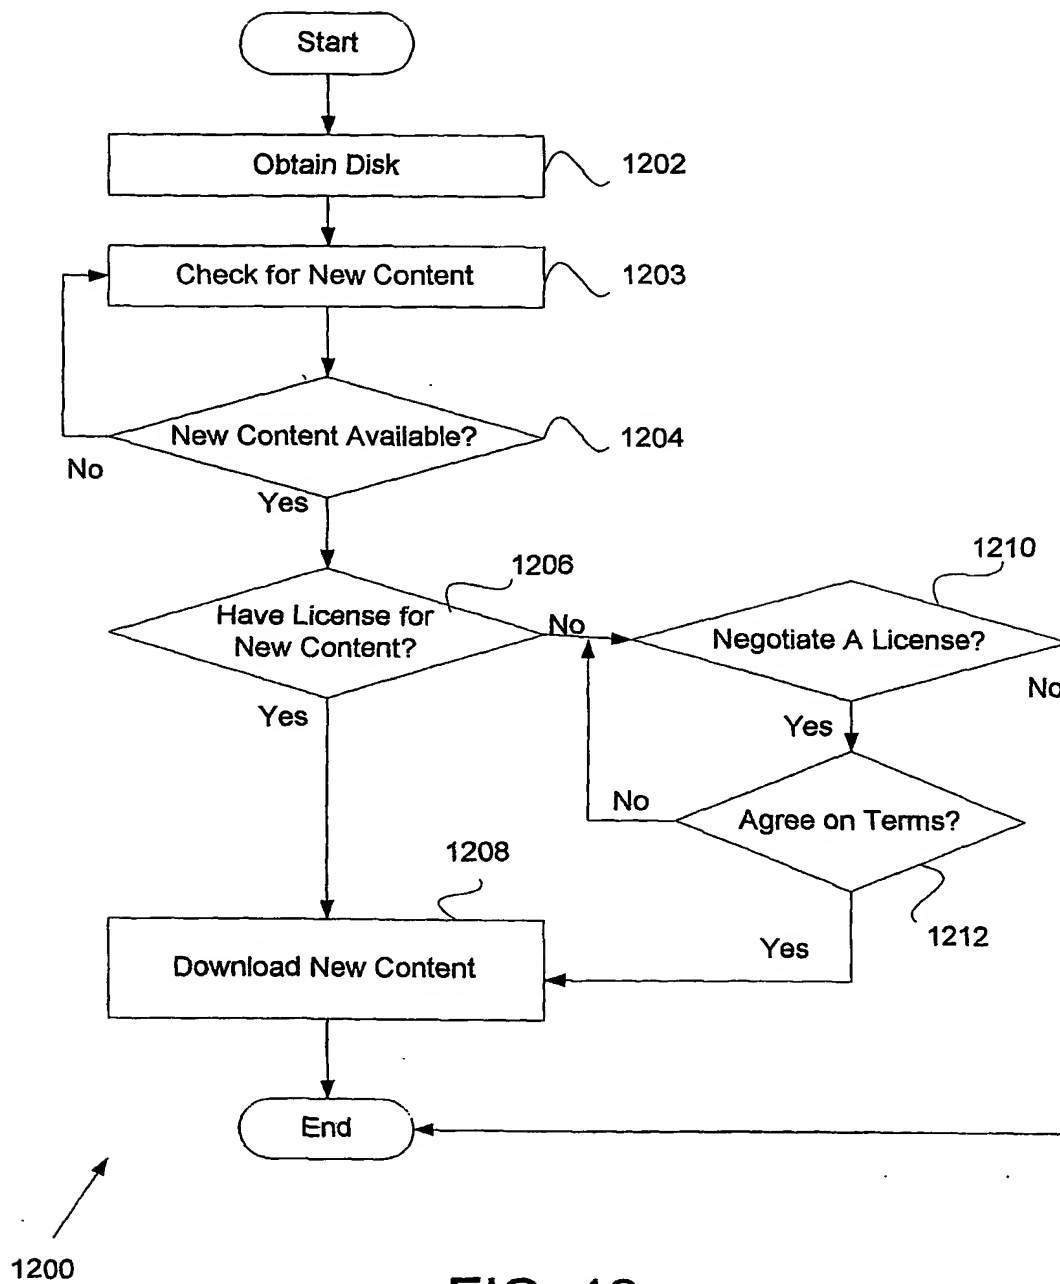 Start
Obtain Disk
1202
Check for New Content
1203
New Content Available?
1204
No
Yes
1206
1210
Have License for
New Content?
No
Negotiate A License?
No
Yes
Yes
No
Agree on Terms?
1208
1212
Download New Content
Yes
End
1200